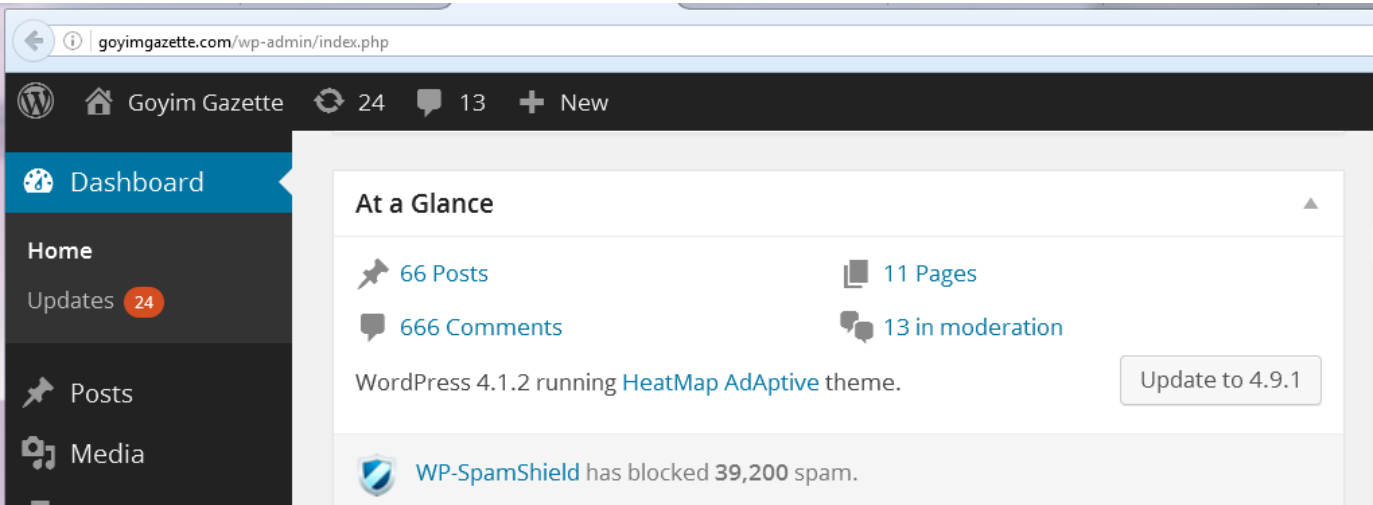 goyimgazette.com/wp-admin/index.php
Goyim Gazette 24 13 + New
Dashboard
At a Glance
Home
66 Posts 11 Pages
Updates 24
666 Comments 13 in moderation
WordPress 4.1.2 running HeatMap AdAptive theme. Update to 4.9.1
Posts
Media
WP-SpamShield has blocked 39,200 spam.